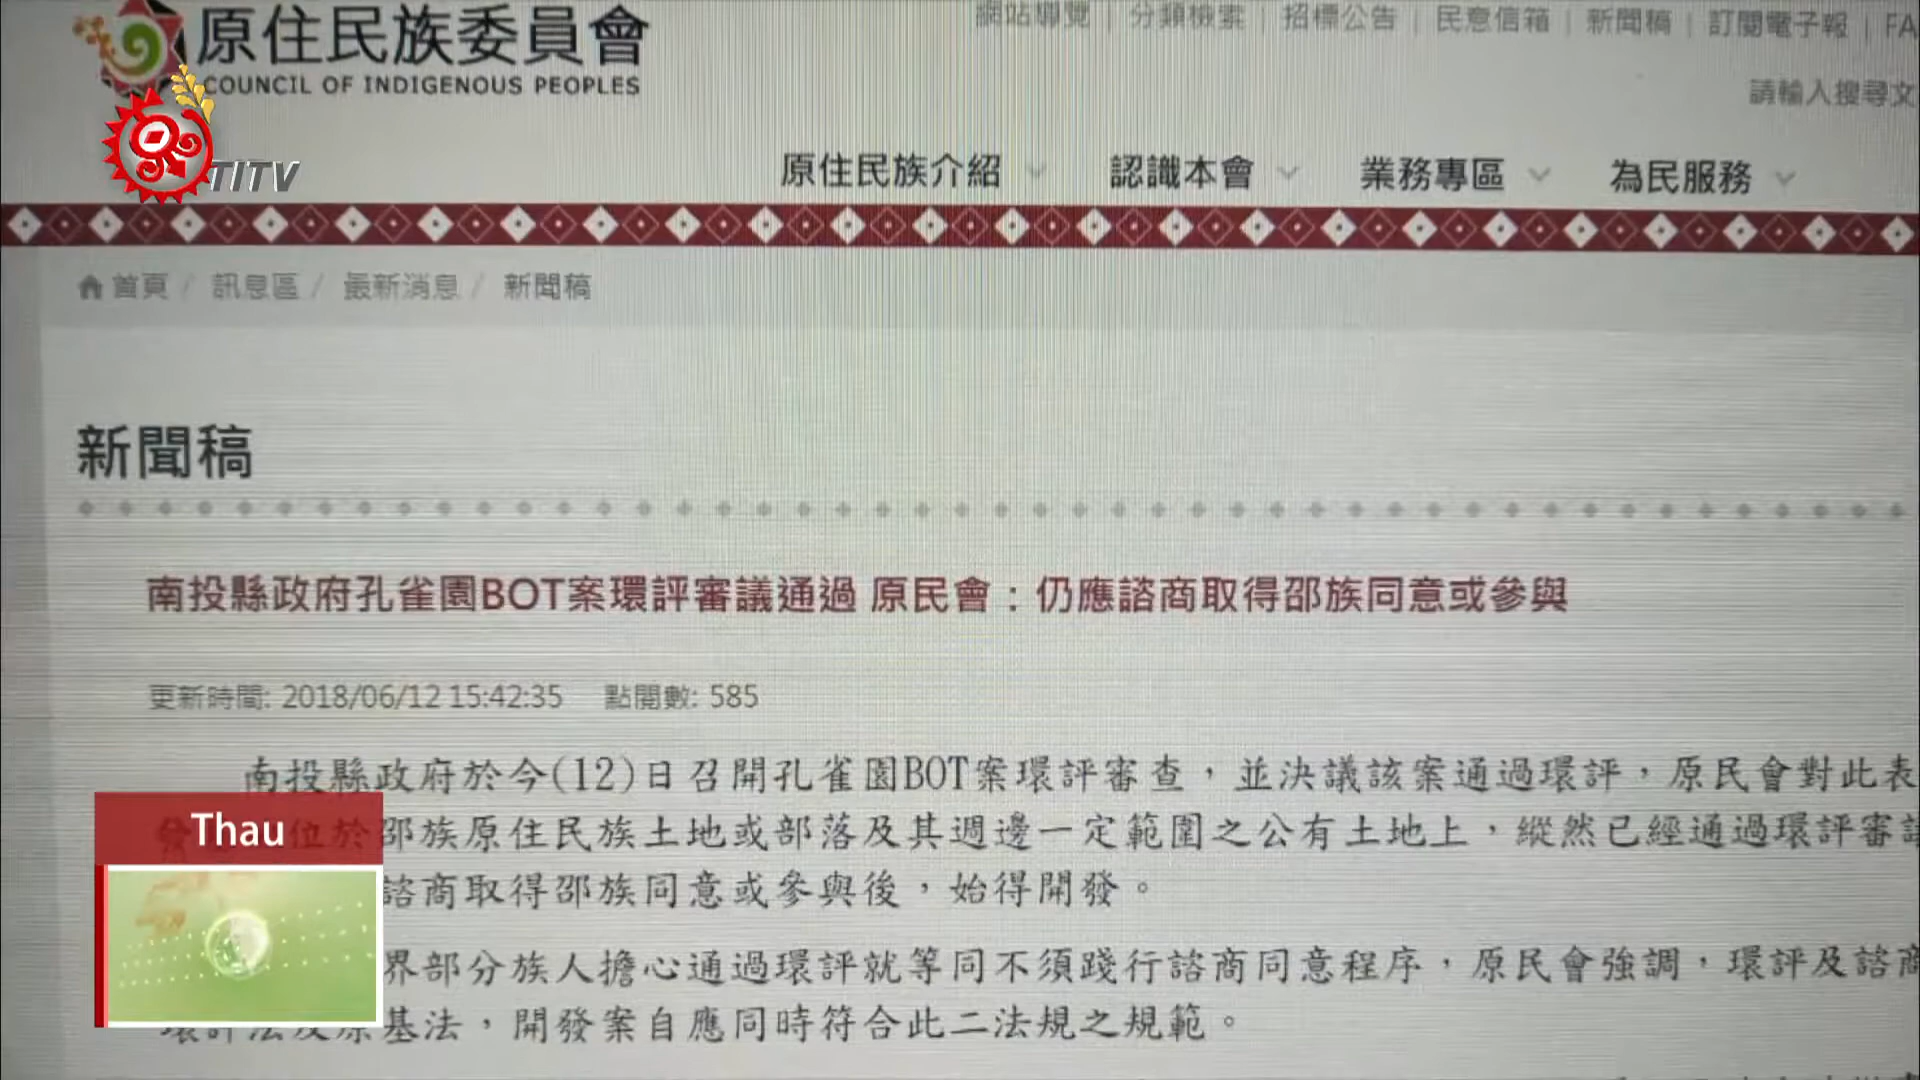 原住民族委員會
COUNCIL OF INDIGENOUS PEOPLES
網站導覽 | 分類檢索 | 招標公告 | 民意信箱 | 新聞稿 | 訂閱電子報 | FA
請輸入搜尋文
TITV
原住民族介紹 認識本會 業務專區 為民服務
首頁 / 訊息區 / 最新消息 / 新聞稿
新聞稿
南投縣政府孔雀園BOT案環評審議通過 原民會：仍應諮商取得邵族同意或參與
更新時間: 2018/06/12 15:42:35 點閱數: 585
南投縣政府於今(12)日召開孔雀園BOT案環評審查，並決議該案通過環評，原民會對此表
位於邵族原住民族土地或部落及其週邊一定範圍之公有土地上，縱然已經通過環評審議
諮商取得邵族同意或參與後，始得開發。
界部分族人擔心通過環評就等同不須踐行諮商同意程序，原民會強調，環評及諮商
環評法及原基法，開發案自應同時符合此二法規之規範。
Thau